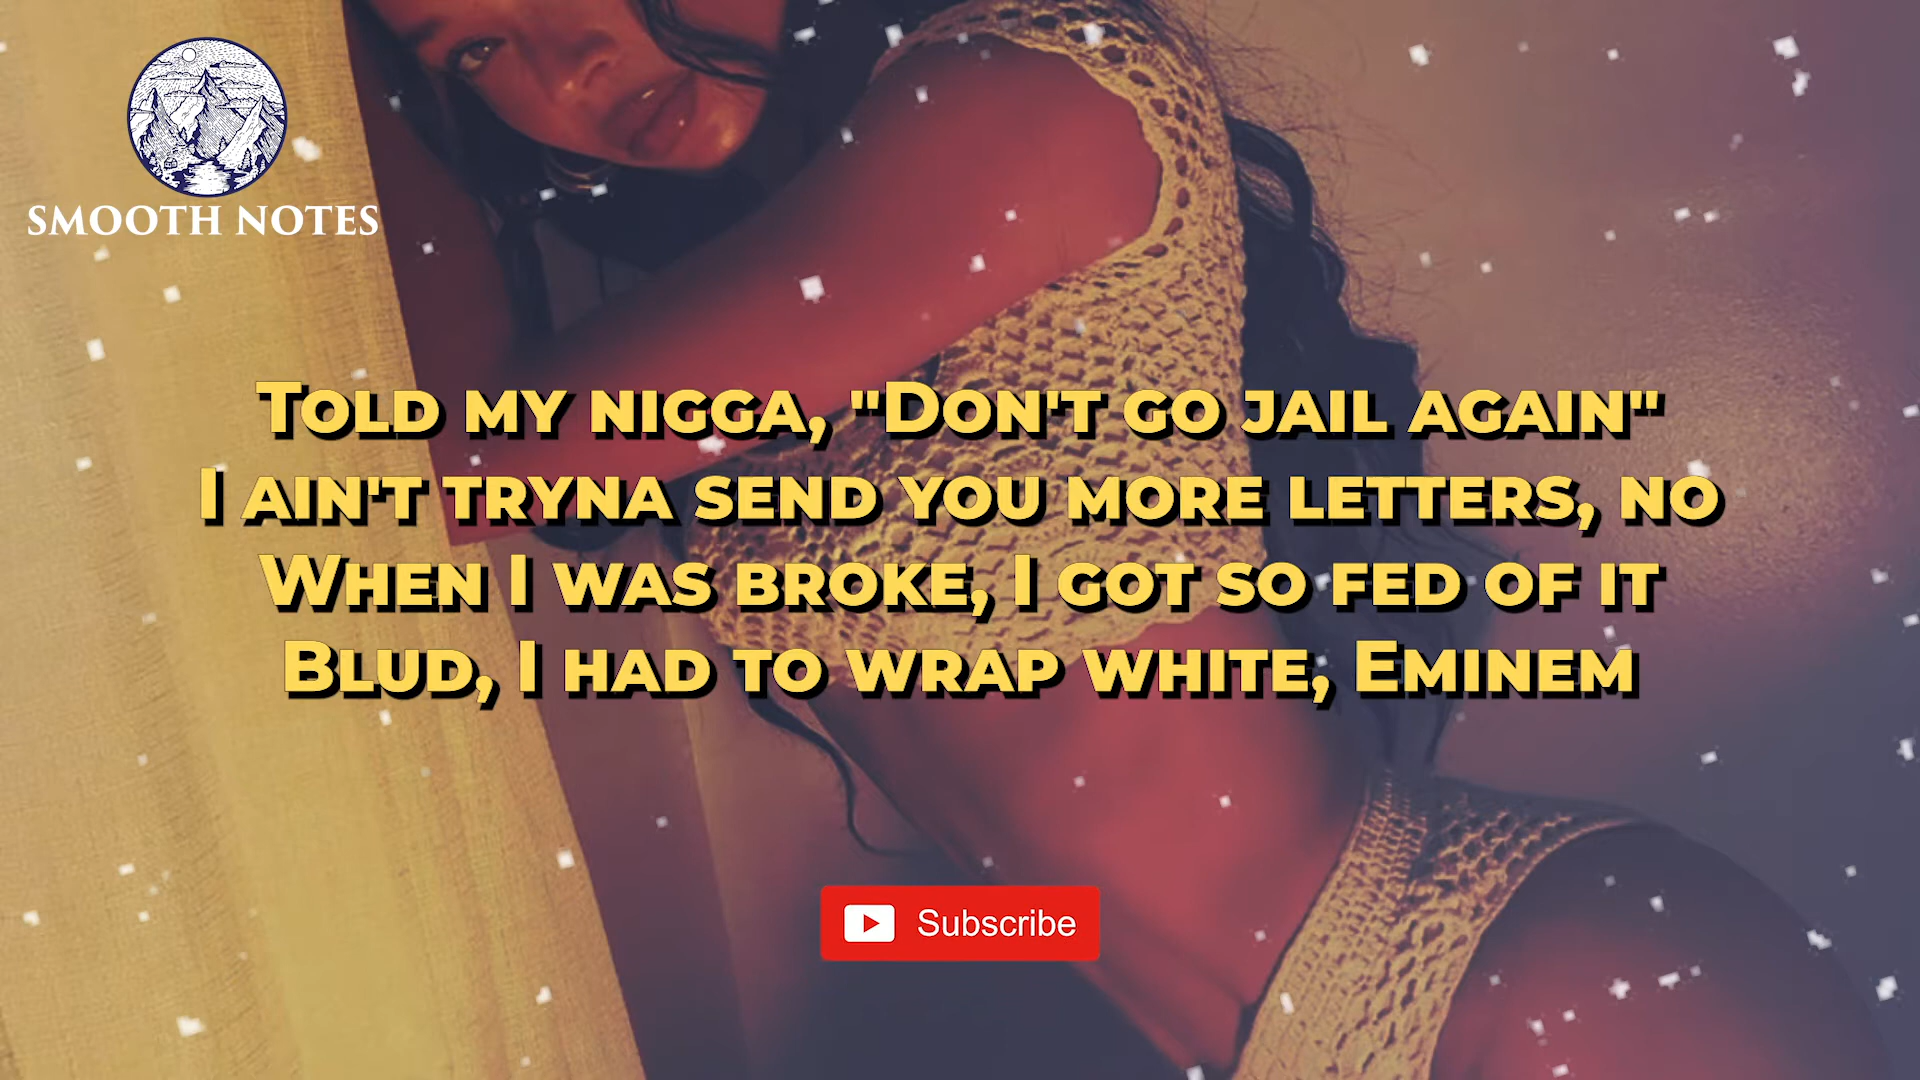 SMOOTH NOTES
Told my nigga, "Don't go jail again"
I ain't tryna send you more letters, no
When I was broke, I got so fed of it
Blud, I had to wrap white, Eminem
Subscribe